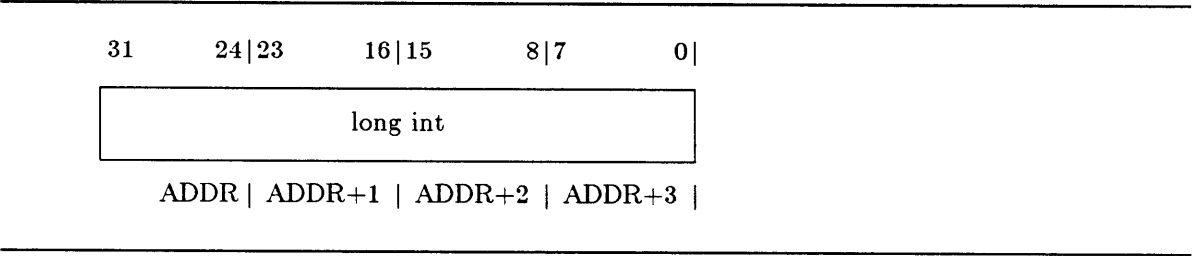 31 24|23 16|15 8|7 0|
long int
ADDR | ADDR+1 | ADDR+2 | ADDR+3 |